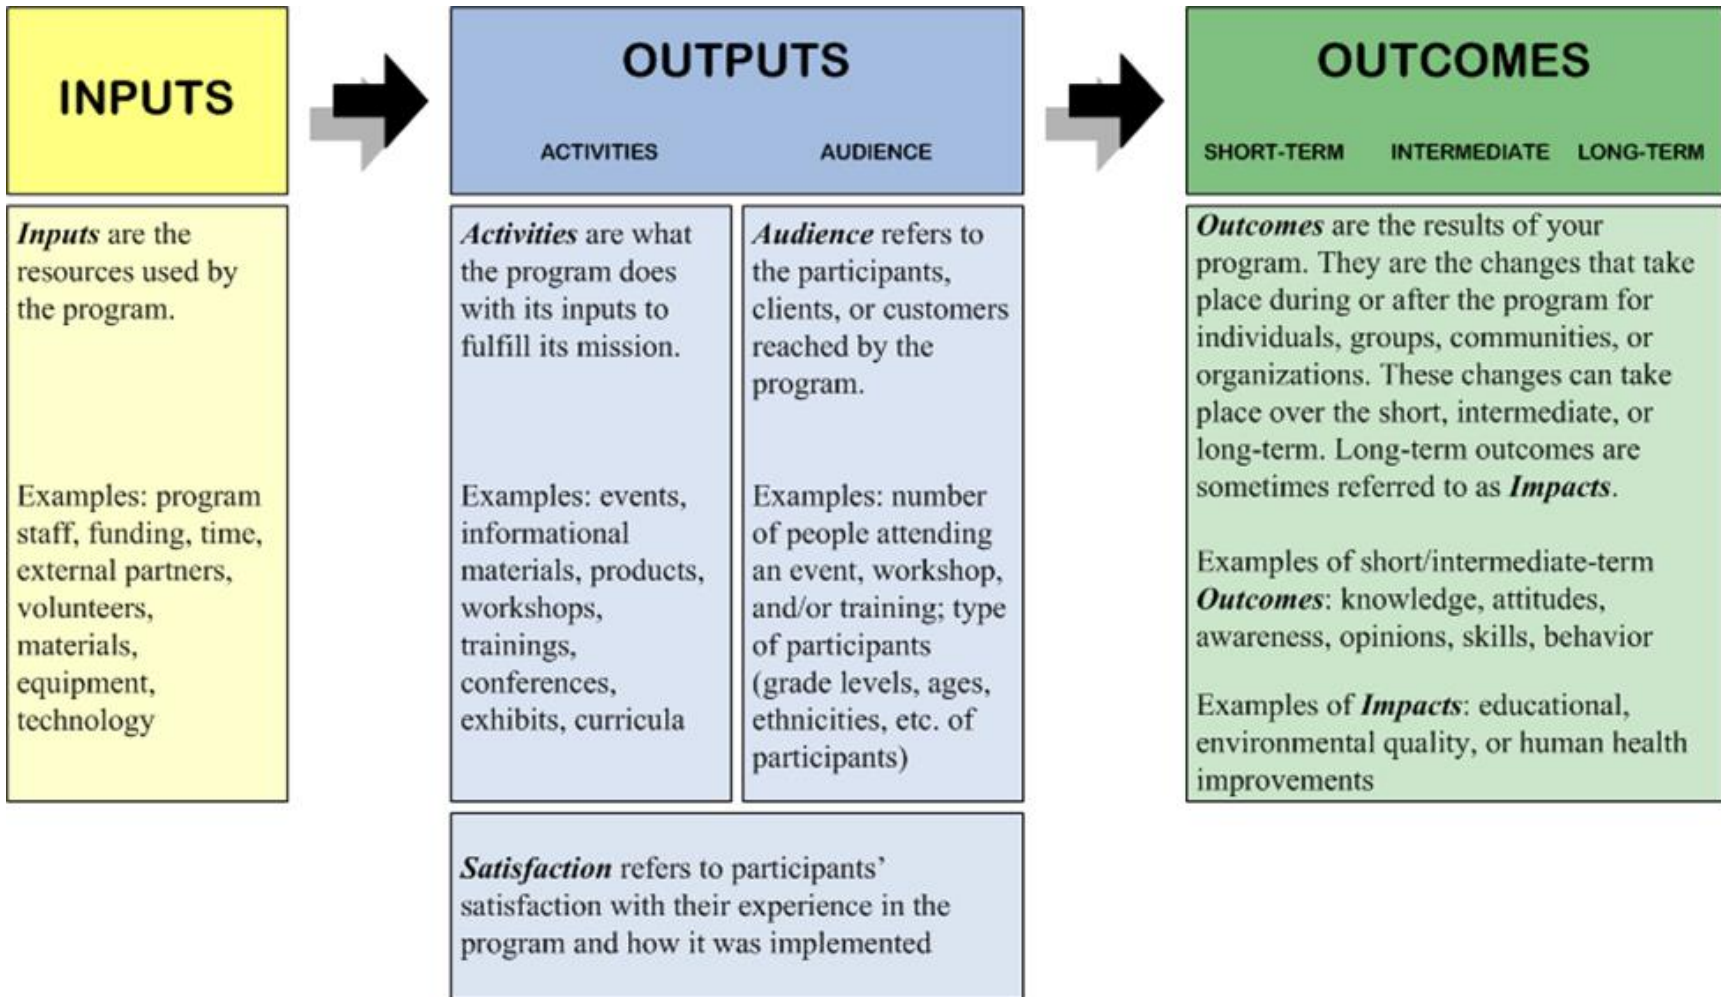 INPUTS
Inputs are the
resources used by
the program.
Examples: program
staff, funding, time,
external partners,
volunteers,
materials,
equipment,
technology
OUTPUTS
ACTIVITIES
AUDIENCE
Activities are what
the program does
with its inputs to
fulfill its mission.
Examples: events,
informational
materials, products,
workshops,
trainings,
conferences,
exhibits, curricula
Audience refers to
the participants,
clients, or customers
reached by the
program.
Examples: number
of people attending
an event, workshop,
and/or training; type
of participants
(grade levels, ages,
ethnicities, etc. of
participants)
Satisfaction refers to participants’
satisfaction with their experience in the
program and how it was implemented
OUTCOMES
SHORT-TERM
INTERMEDIATE
LONG-TERM
Outcomes are the results of your
program. They are the changes that take
place during or after the program for
individuals, groups, communities, or
organizations. These changes can take
place over the short, intermediate, or
long-term. Long-term outcomes are
sometimes referred to as Impacts.
Examples of short/intermediate-term
Outcomes: knowledge, attitudes,
awareness, opinions, skills, behavior
Examples of Impacts: educational,
environmental quality, or human health
improvements